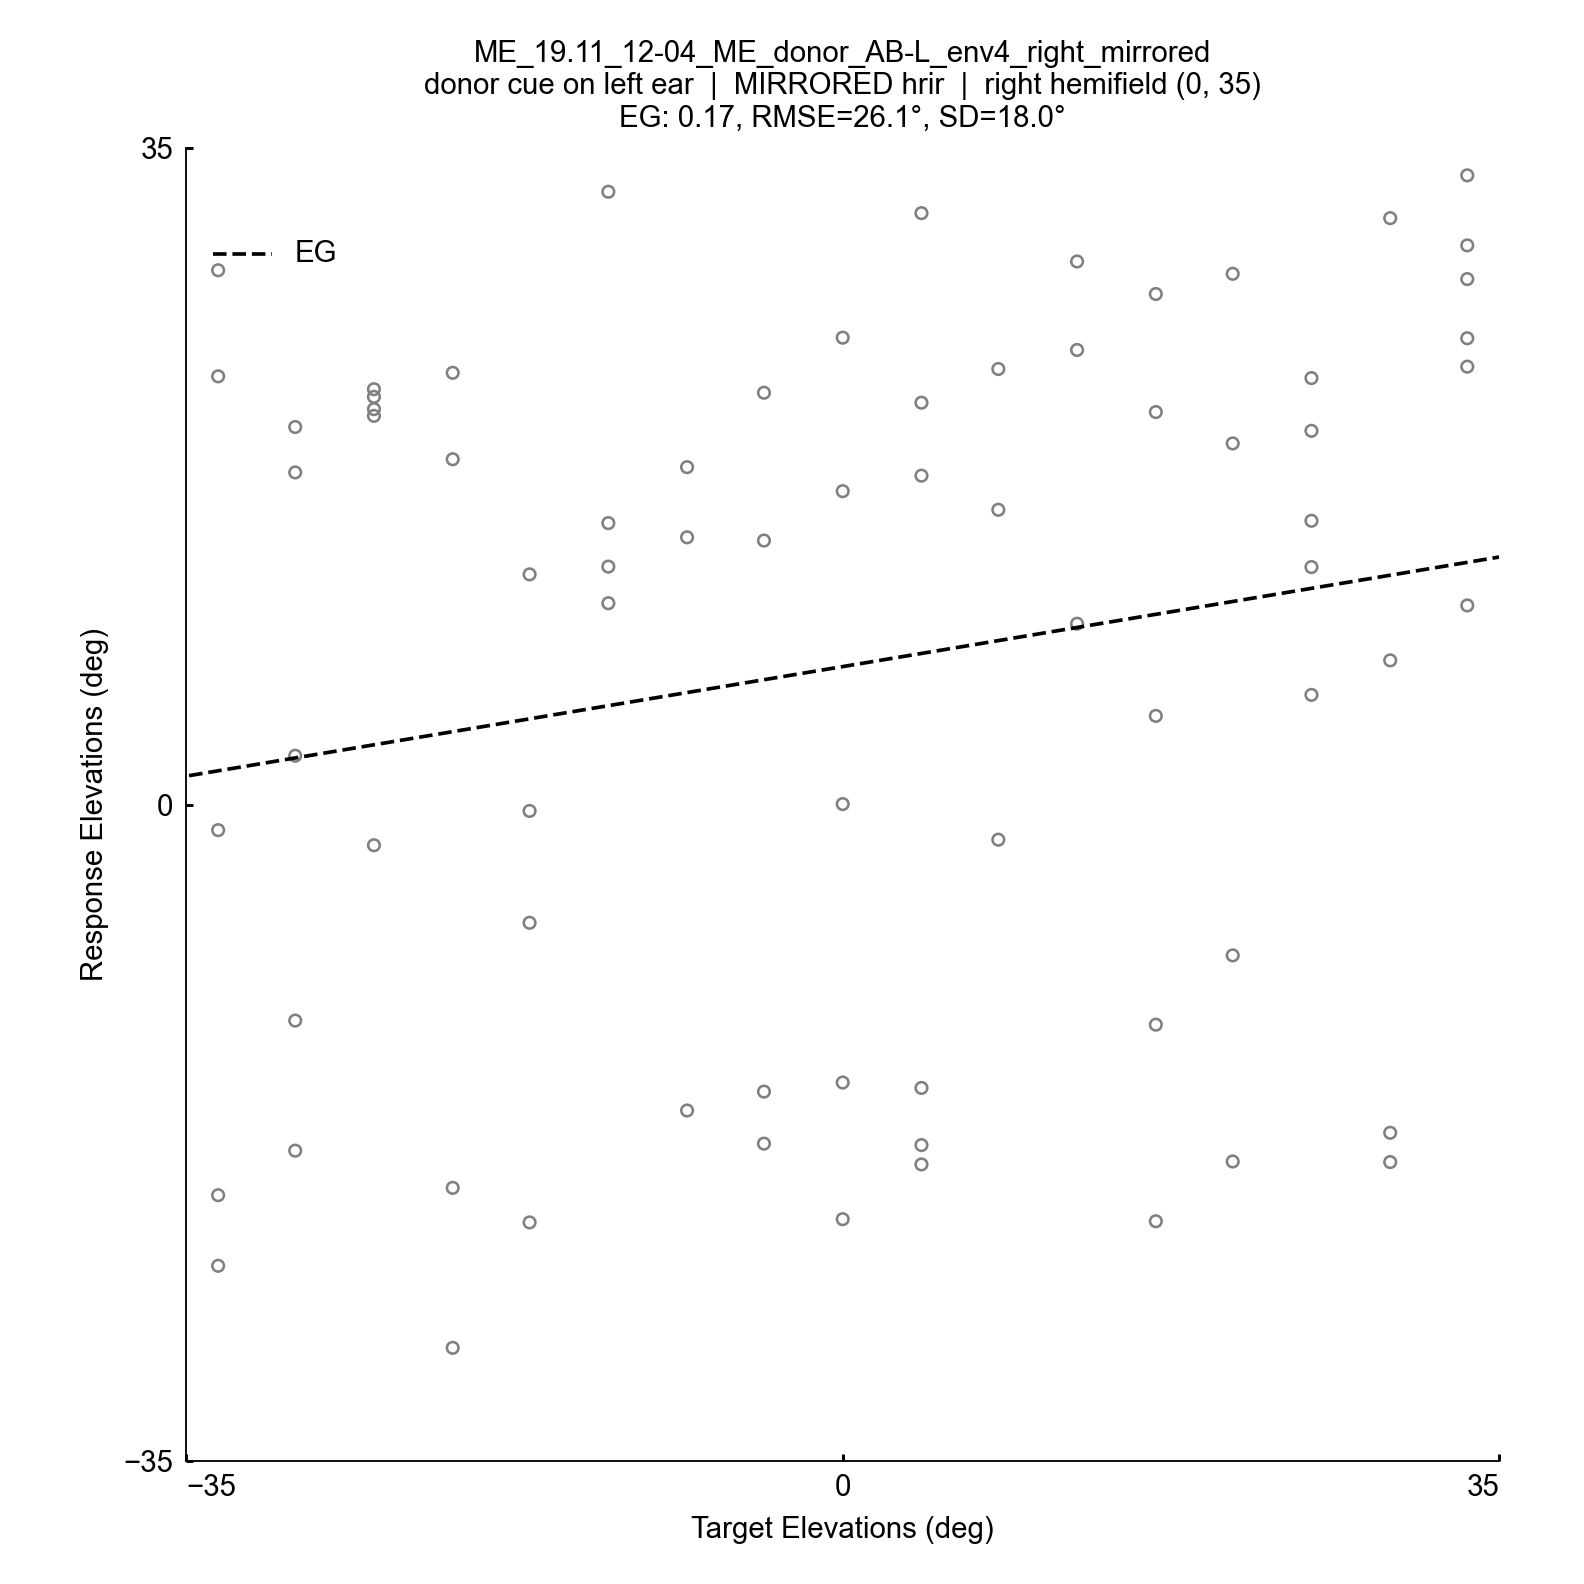 ME_19.11_12-04_ME_donor_AB-L_env4_right_mirrored
donor cue on left ear | MIRRORED hrir | right hemifield (0, 35)
EG: 0.17, RMSE=26.1°, SD=18.0°
35
EG
Response Elevations (deg)
0
−35
−35
0
35
Target Elevations (deg)